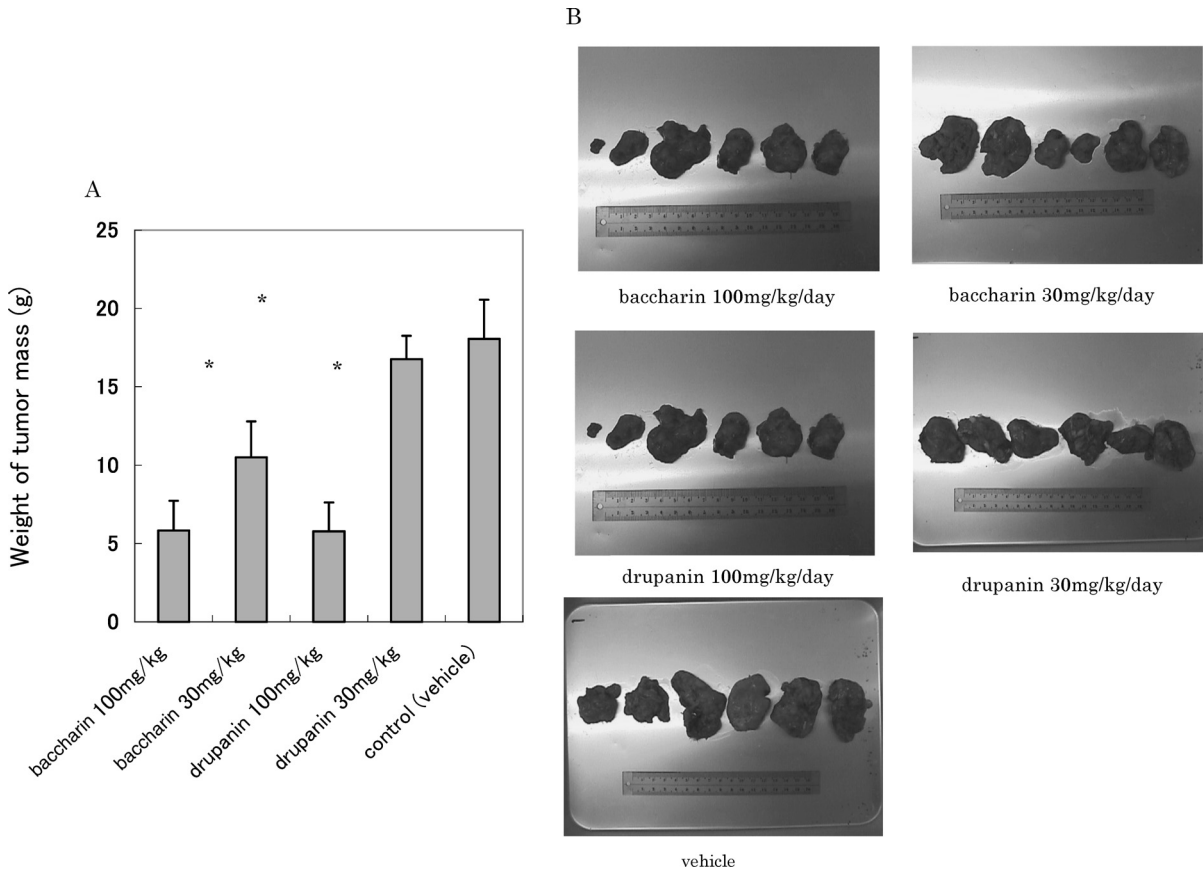 A
Weight of tumor mass (g)
25
20
15
10
5
0
*
*
*
baccharin 100mg/kg
baccharin 30mg/kg
drupanin 100mg/kg
drupanin 30mg/kg
control (vehicle)
B
baccharin 100mg/kg/day
baccharin 30mg/kg/day
drupanin 100mg/kg/day
drupanin 30mg/kg/day
vehicle